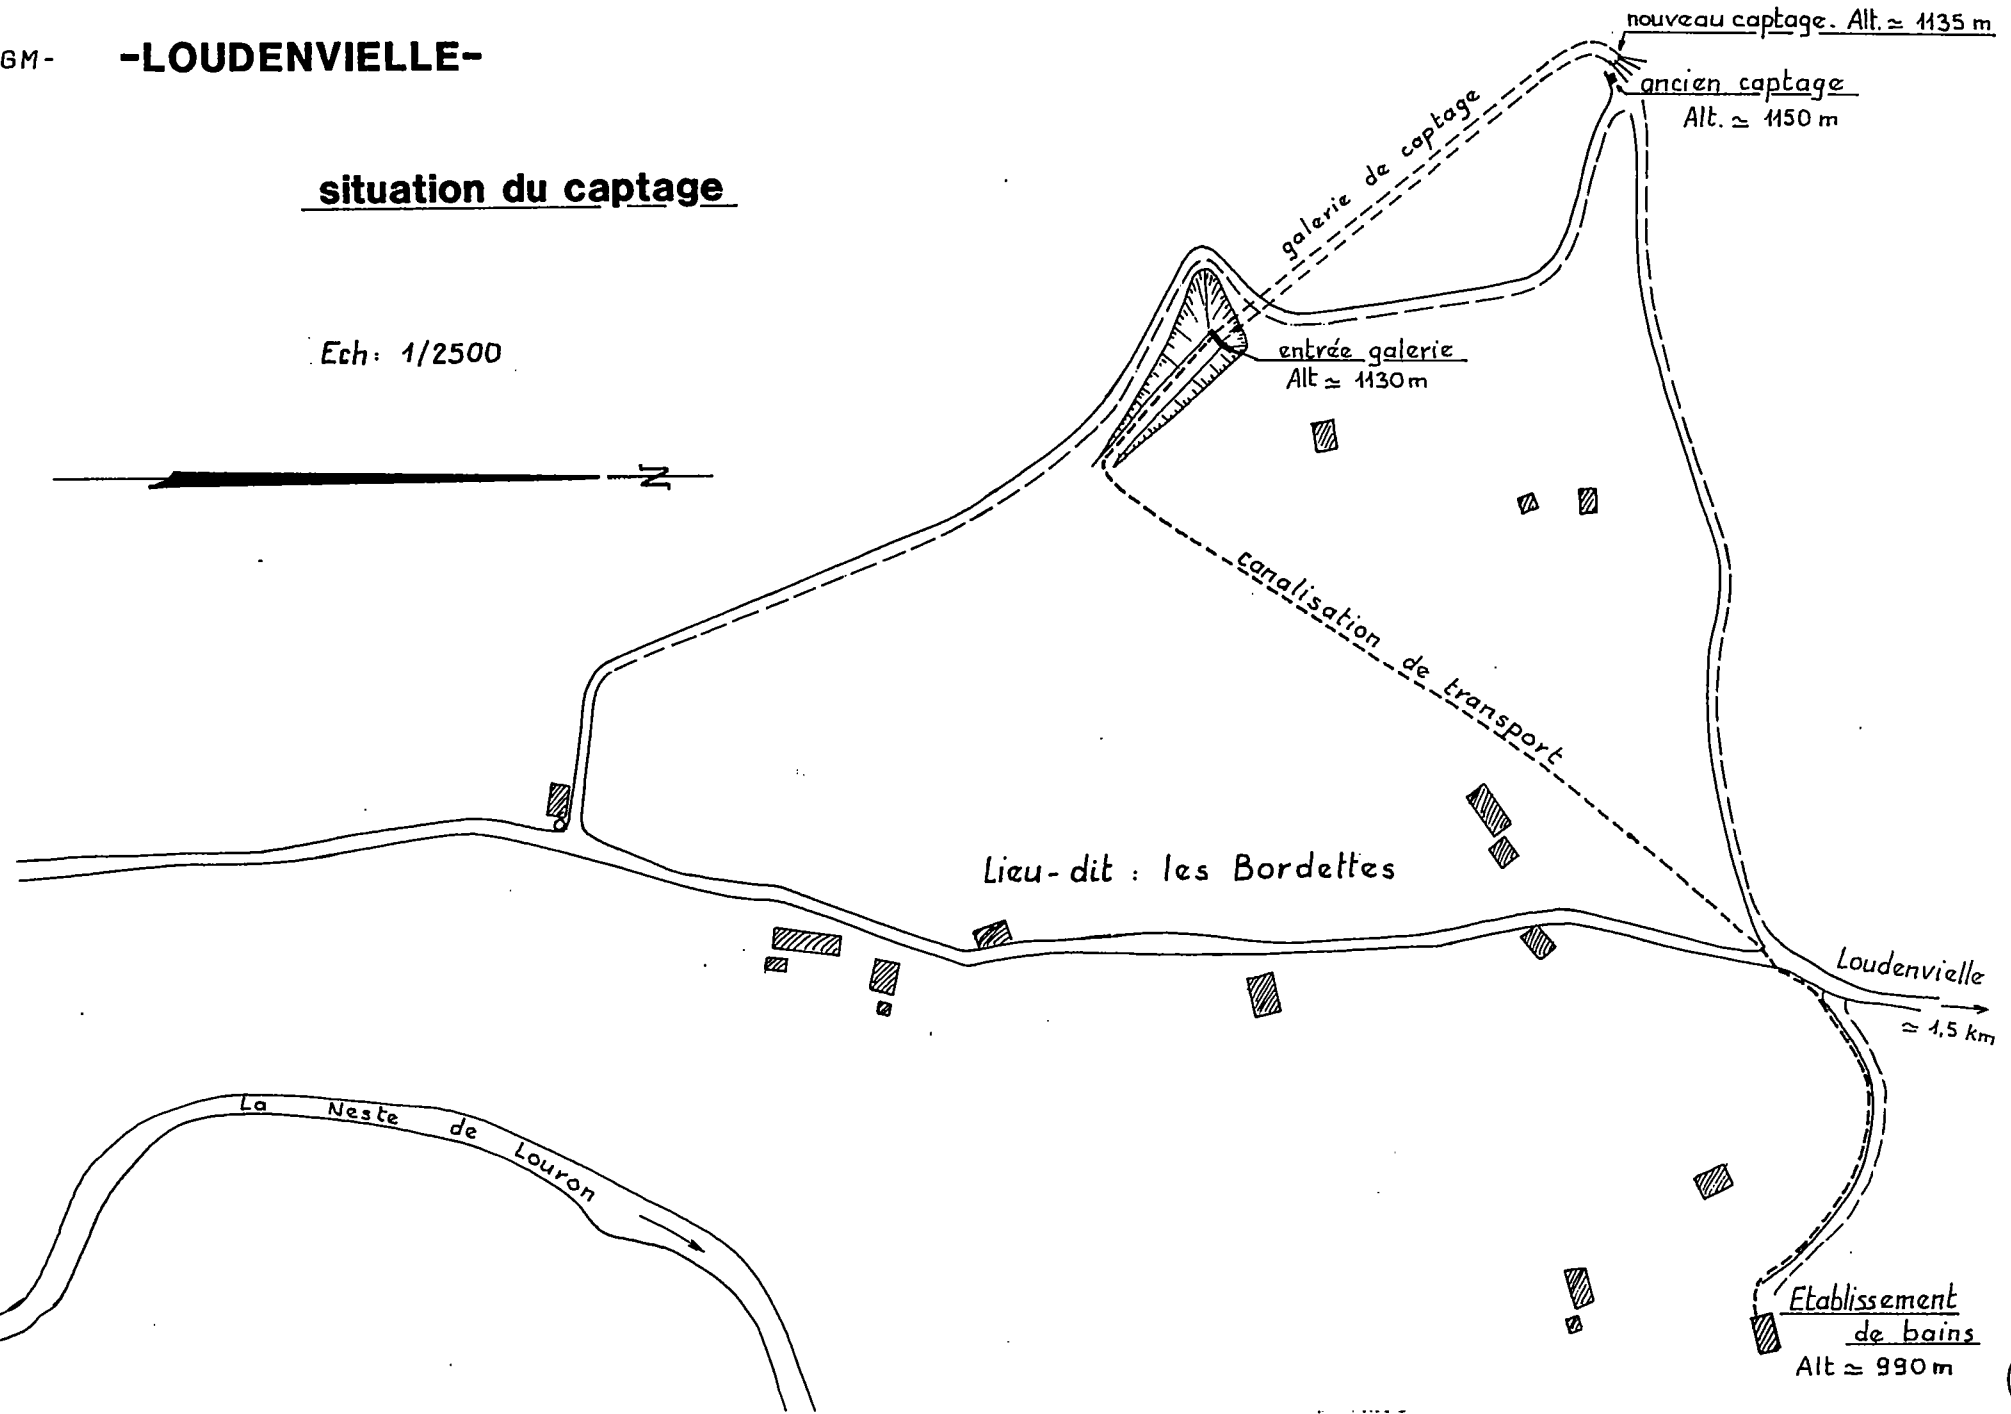 GM-
-LOUDENVIELLE-
nouveau captage. Alt. ≃ 1135 m
ancien captage
Alt. ≃ 1150 m
situation du captage
galerie de captage
Ech: 1/2500
entrée galerie
Alt ≃ 1130 m
N
canalisation de transport
Lieu-dit : les Bordettes
Loudenvielle
≃ 1,5 km
La Neste de Louron
Etablissement
de bains
Alt ≃ 990 m